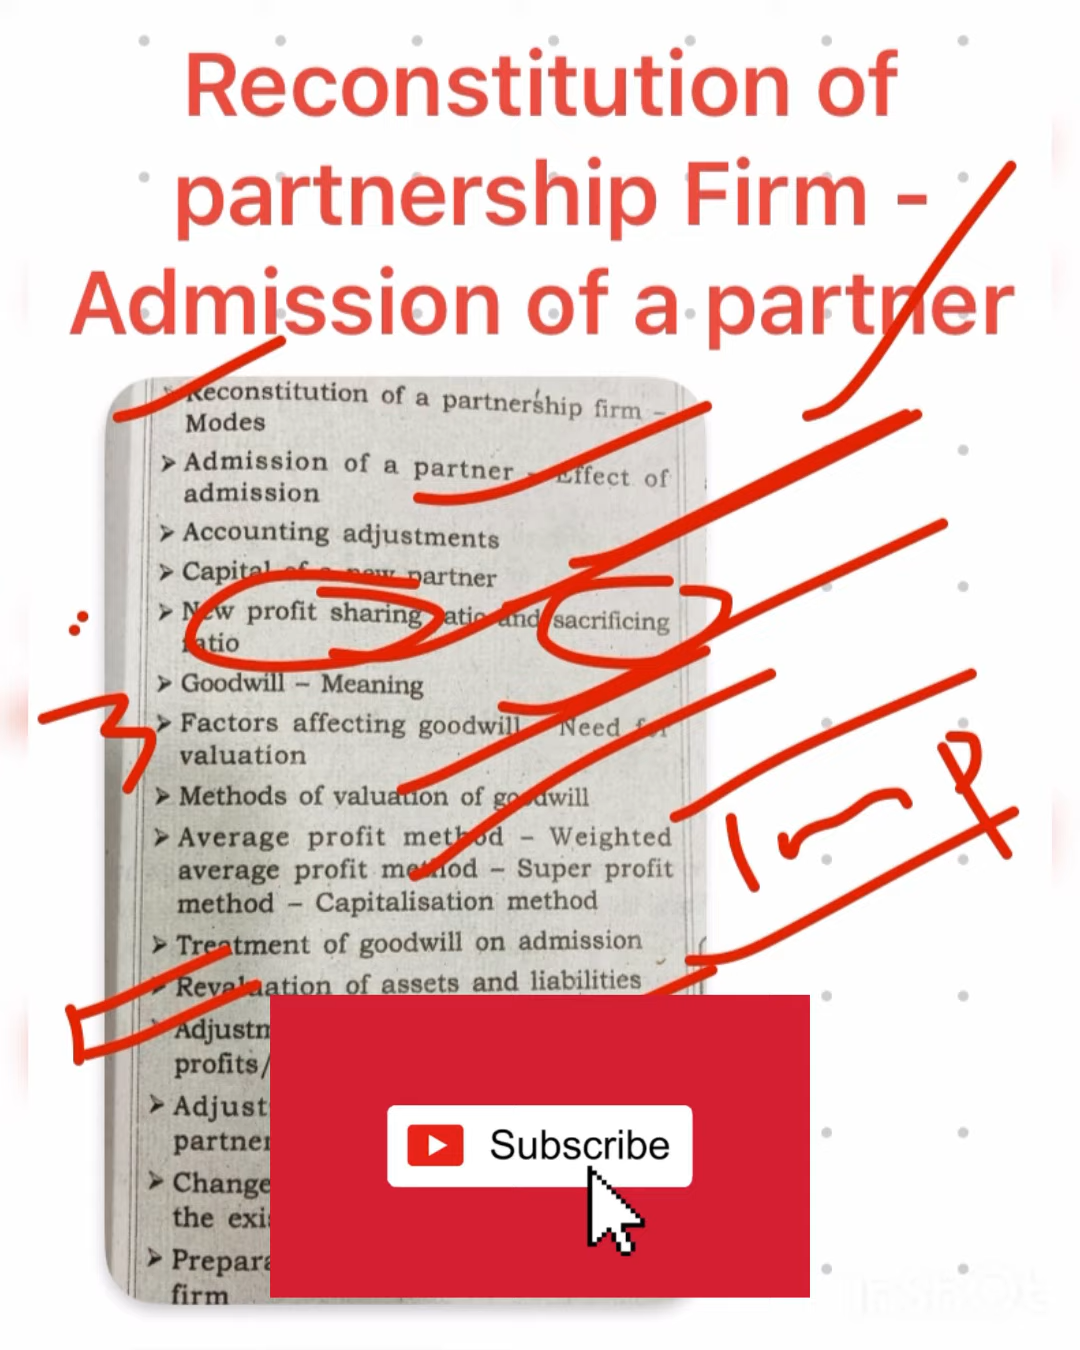 Reconstitution of
partnership Firm -
Admission of a partner
Reconstitution of a partnership firm –
Modes
➤ Admission of a partner – Effect of
admission
➤ Accounting adjustments
➤ Capital of a new partner
➤ New profit sharing ratio and sacrificing
ratio
➤ Goodwill – Meaning
➤ Factors affecting goodwill – Need for
valuation
➤ Methods of valuation of goodwill
➤ Average profit method – Weighted
average profit method – Super profit
method – Capitalisation method
Imp
➤ Treatment of goodwill on admission
➤ Revaluation of assets and liabilities
profits/
➤ Adjust
partner
➤ Change
the exi
➤ Prepara
firm
Subscribe